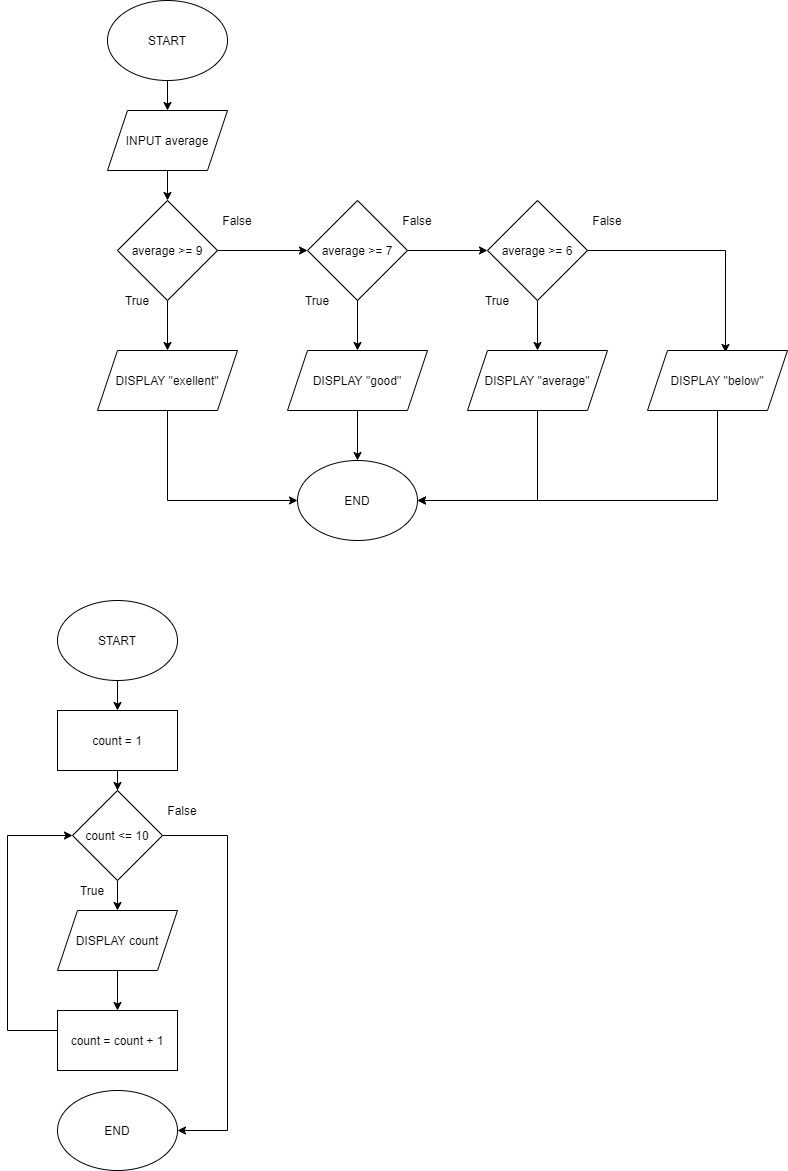 START
INPUT average
False
False
False
average >= 9
average >= 7
average >= 6
True
True
True
DISPLAY "exellent"
DISPLAY "good"
DISPLAY "average"
DISPLAY "below"
END
START
count = 1
False
count <= 10
True
DISPLAY count
count = count + 1
END